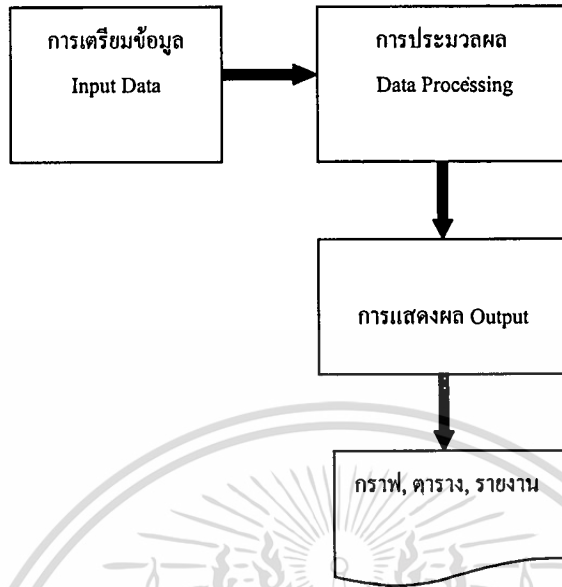 การเตรียมข้อมูล
Input Data
การประมวลผล
Data Processing
การแสดงผล Output
กราฟ, ตาราง, รายงาน